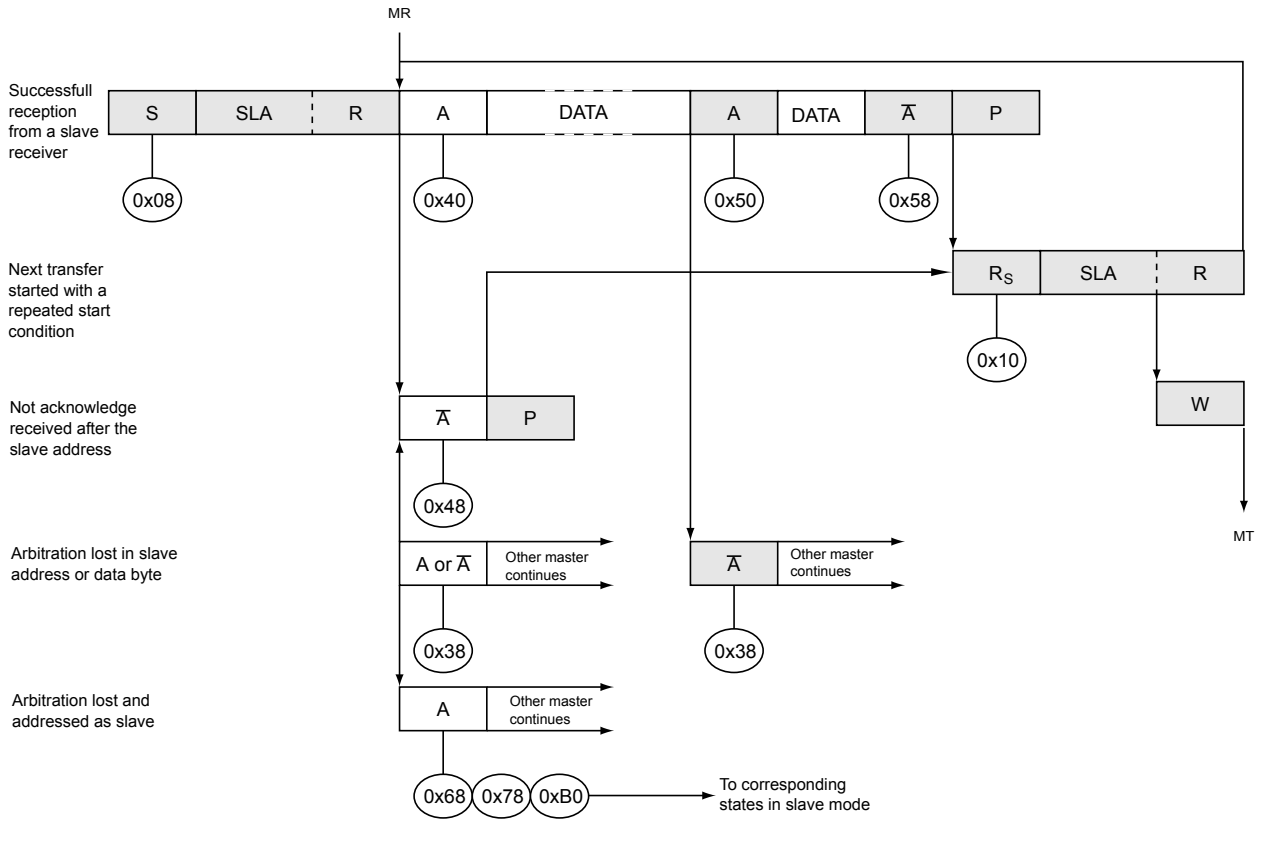 MR
Successfull
reception
from a slave
receiver
S SLA R A DATA A DATA A̅ P
0x08 0x40 0x50 0x58
Next transfer
started with a
repeated start
condition
RS SLA R
0x10
Not acknowledge
received after the
slave address
A̅ P
W
0x48
MT
Arbitration lost in slave
address or data byte
A or A̅
Other master
continues
A̅
Other master
continues
0x38 0x38
Arbitration lost and
addressed as slave
A
Other master
continues
0x68 0x78 0xB0
To corresponding
states in slave mode